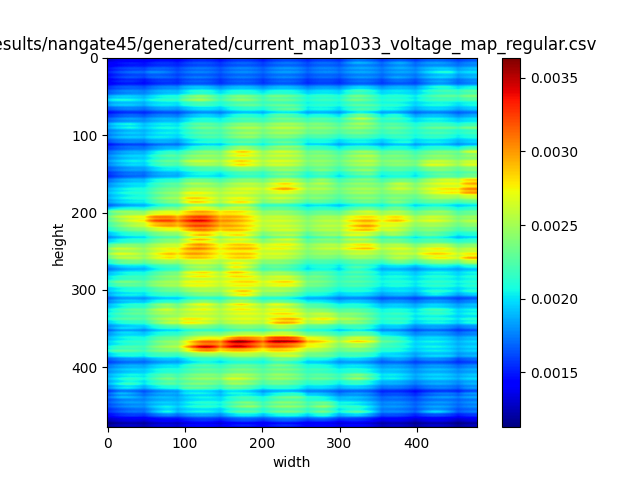 esults/nangate45/generated/current_map1033_voltage_map_regular.csv
0
100
200
300
400
height
0 100 200 300 400
width
0.0035
0.0030
0.0025
0.0020
0.0015